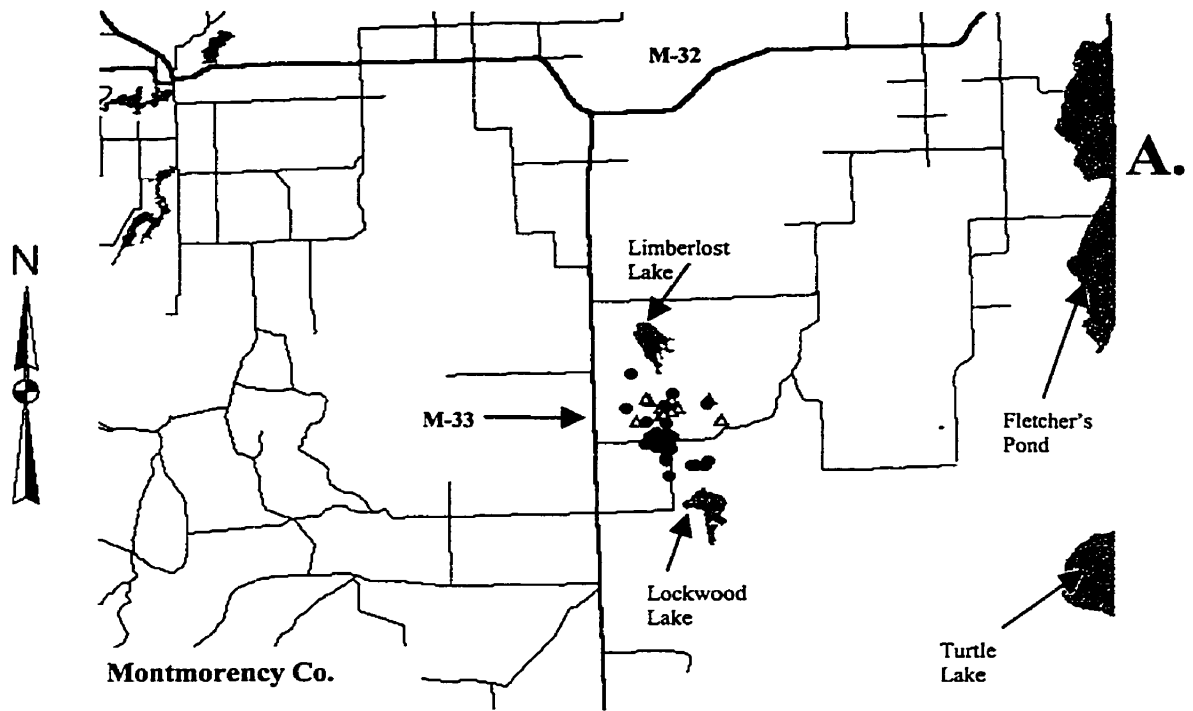 M-32
A.
N
Limberlost
Lake
M-33
Fletcher's
Pond
Lockwood
Lake
Turtle
Lake
Montmorency Co.